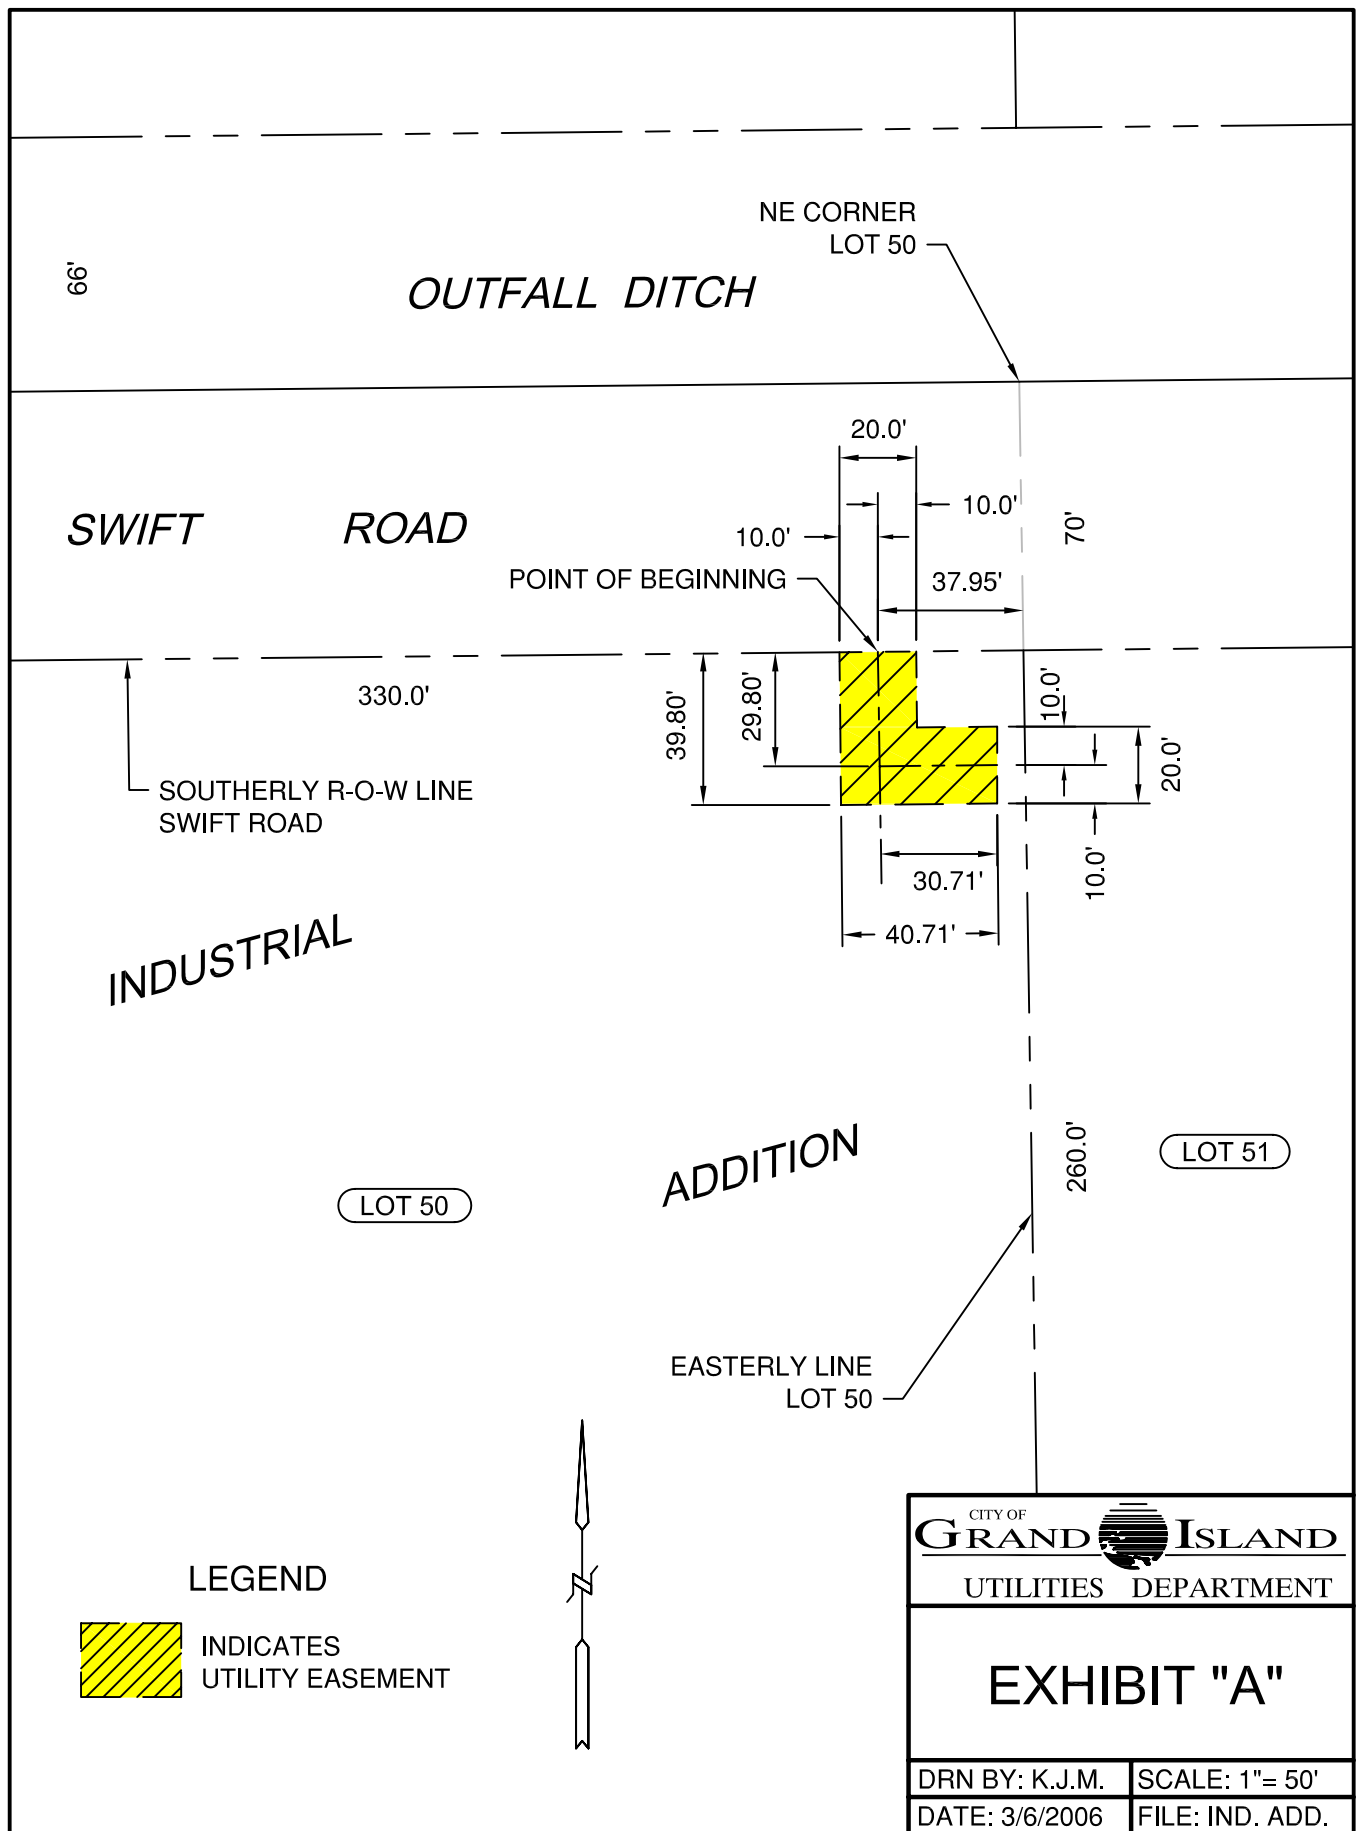 NE CORNER
LOT 50
66'
OUTFALL DITCH
20.0'
10.0'
SWIFT ROAD
10.0'
70'
POINT OF BEGINNING
37.95'
330.0'
39.80'
29.80'
10.0'
20.0'
SOUTHERLY R-O-W LINE
SWIFT ROAD
10.0'
30.71'
40.71'
INDUSTRIAL
ADDITION
260.0'
LOT 51
LOT 50
EASTERLY LINE
LOT 50
N
LEGEND
INDICATES
UTILITY EASEMENT
CITY OF
GRAND ISLAND
UTILITIES DEPARTMENT
EXHIBIT "A"
DRN BY: K.J.M.
SCALE: 1"= 50'
DATE: 3/6/2006
FILE: IND. ADD.